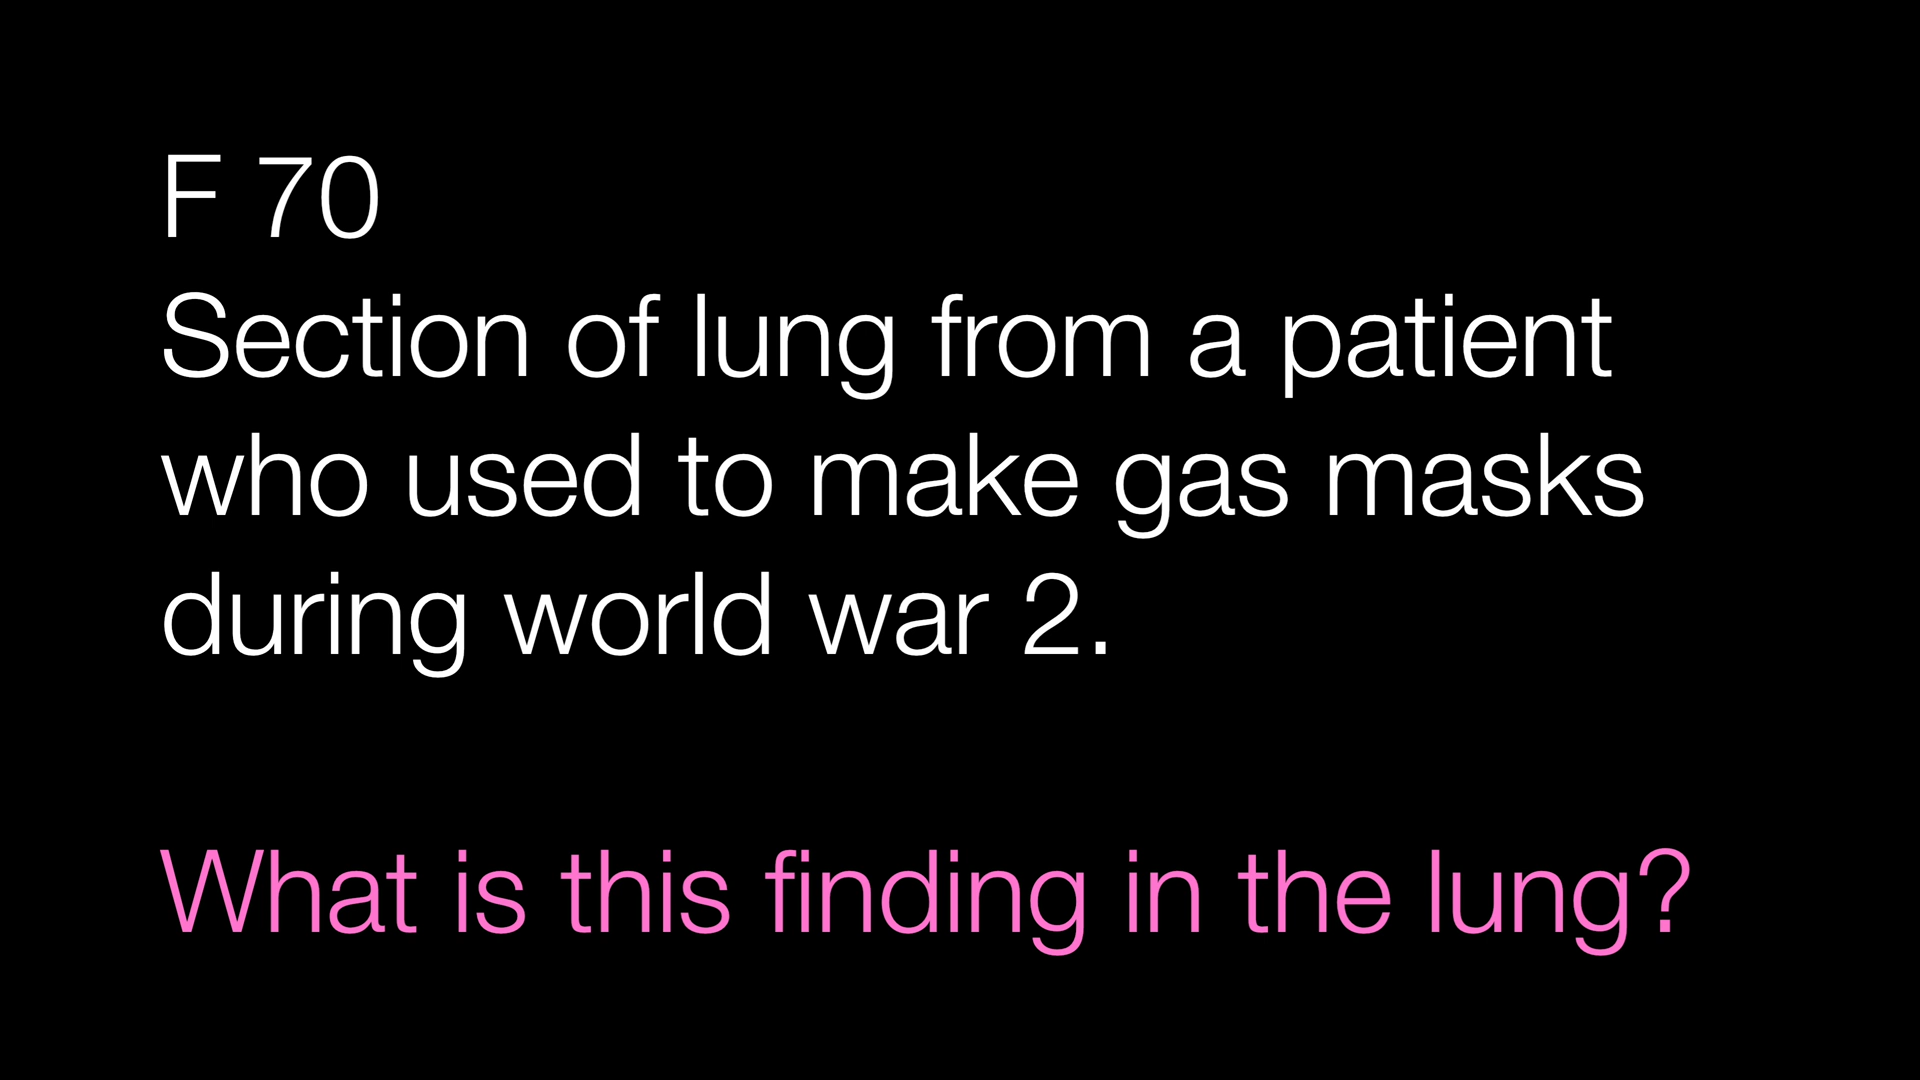 F 70
Section of lung from a patient
who used to make gas masks
during world war 2.
What is this finding in the lung?